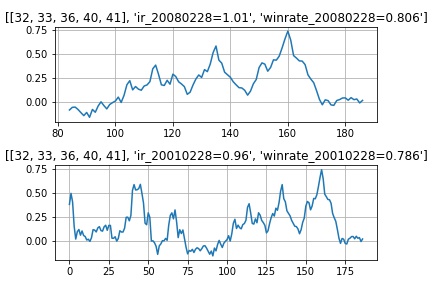 [[32, 33, 36, 40, 41], 'ir_20080228=1.01', 'winrate_20080228=0.806']
0.75
0.50
0.25
0.00
80 100 120 140 160 180
[[32, 33, 36, 40, 41], 'ir_20010228=0.96', 'winrate_20010228=0.786']
0.75
0.50
0.25
0.00
0 25 50 75 100 125 150 175